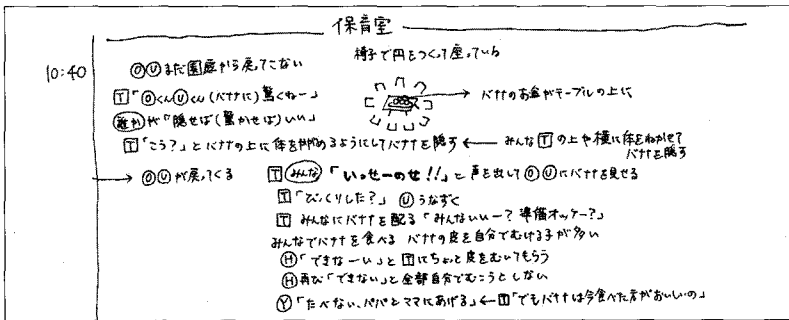 保育室
10:40
ⓄⓊまだ園庭から戻ってこない
椅子で円をつくって座っている
🅃「ⓄくんⓊくん(バナナに)驚くねー」
バナナのお盆がテーブルの上に
誰かが「隠せば(驚かせば)いい」
🅃「こう?」とバナナの上に体を斜めるようにしてバナナを隠す ← みんな🅃の上や横に体をねかせて
バナナを隠す
→ ⓄⓊが戻ってくる
🅃みんな「いっせーのせ!!」と声を出してⓄⓊにバナナを見せる
🅃「びっくりした?」Ⓤうなずく
🅃みんなにバナナを配る「みんないいー?準備オッケー?」
みんなでバナナを食べる バナナの皮を自分でむける子が多い
Ⓗ「できなーい」と🅃にちょっと皮をむいてもらう
Ⓗ再び「できない」と全部自分でむこうとしない
Ⓨ「たべない、パパとママにあげる」←🅃「でもバナナは今食べた方がおいしいの」